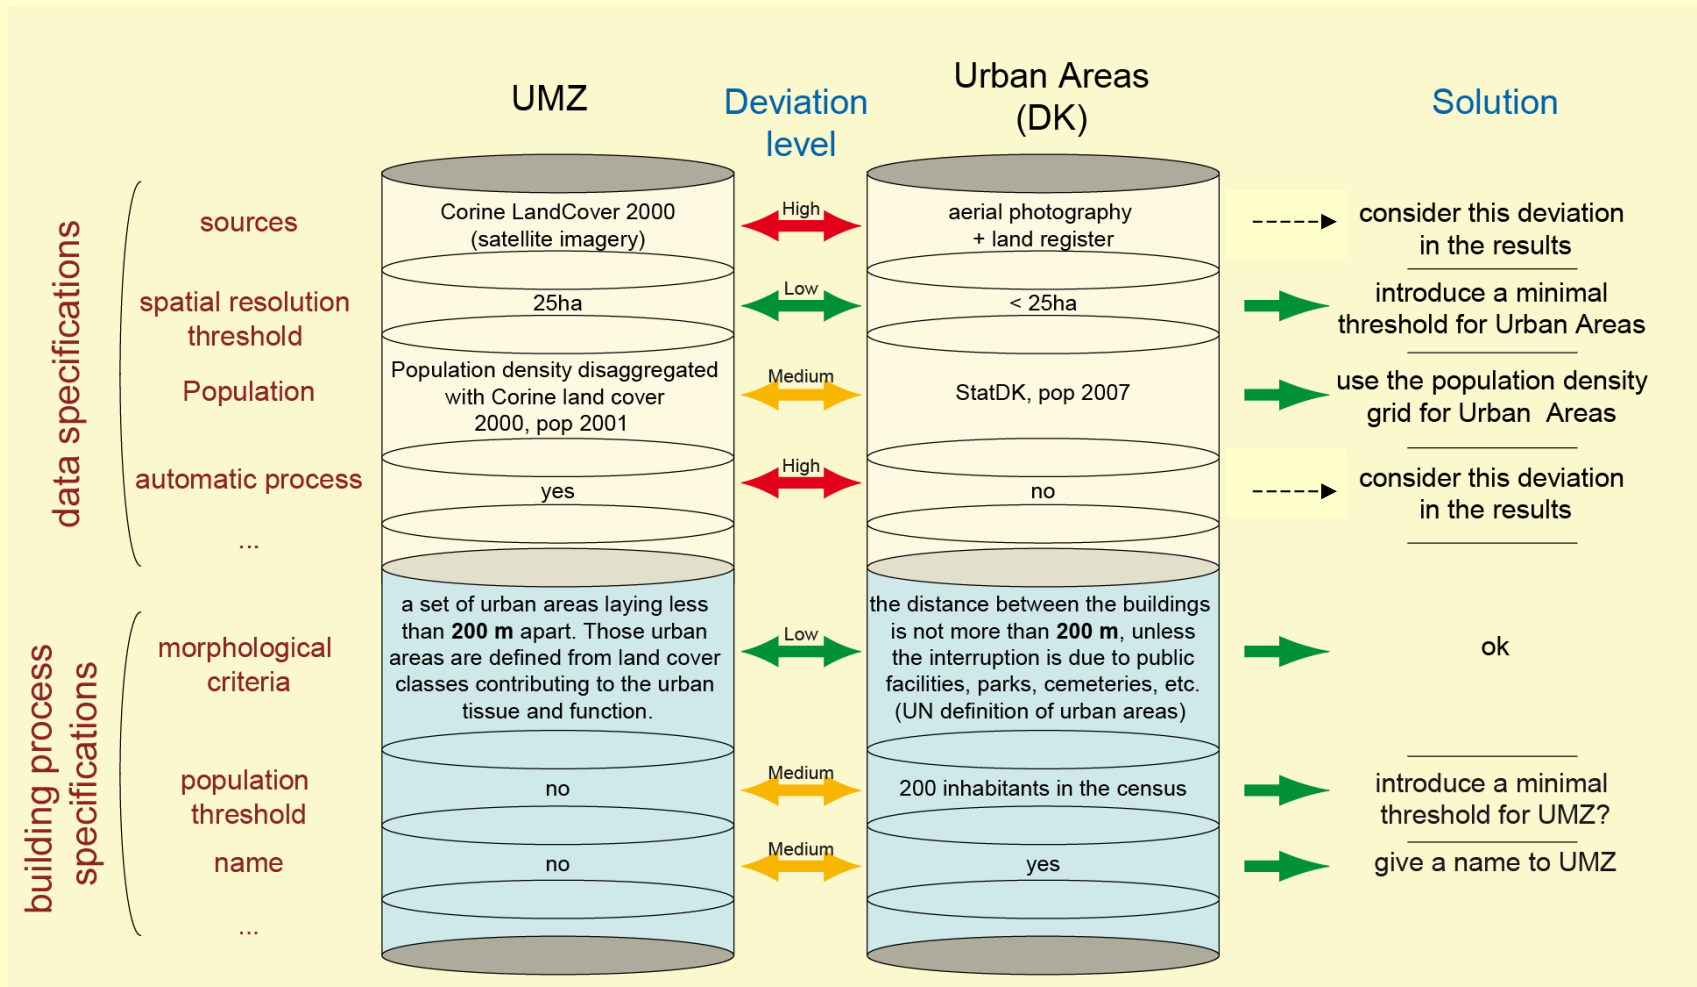 UMZ
Deviation
level
Urban Areas
(DK)
Solution
data specifications
sources
Corine LandCover 2000
(satellite imagery)
High
aerial photography
+ land register
consider this deviation
in the results
spatial resolution
threshold
25ha
Low
< 25ha
introduce a minimal
threshold for Urban Areas
Population
Population density disaggregated
with Corine land cover
2000, pop 2001
Medium
StatDK, pop 2007
use the population density
grid for Urban Areas
automatic process
yes
High
no
consider this deviation
in the results
...
building process
specifications
morphological
criteria
a set of urban areas laying less
than 200 m apart. Those urban
areas are defined from land cover
classes contributing to the urban
tissue and function.
Low
the distance between the buildings
is not more than 200 m, unless
the interruption is due to public
facilities, parks, cemeteries, etc.
(UN definition of urban areas)
ok
population
threshold
no
Medium
200 inhabitants in the census
introduce a minimal
threshold for UMZ?
name
no
Medium
yes
give a name to UMZ
...